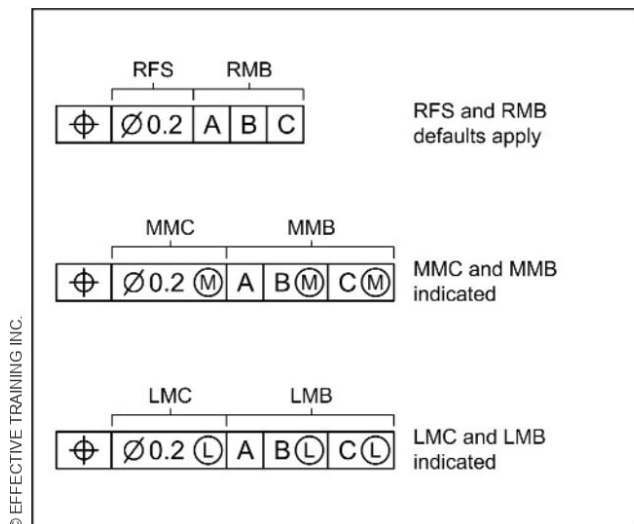 RFS RMB
⌖ Ø0.2 A B C
RFS and RMB
defaults apply
MMC MMB
⌖ Ø0.2 Ⓜ A BⓂ CⓂ
MMC and MMB
indicated
LMC LMB
⌖ Ø0.2 Ⓛ A BⓁ CⓁ
LMC and LMB
indicated
© EFFECTIVE TRAINING INC.